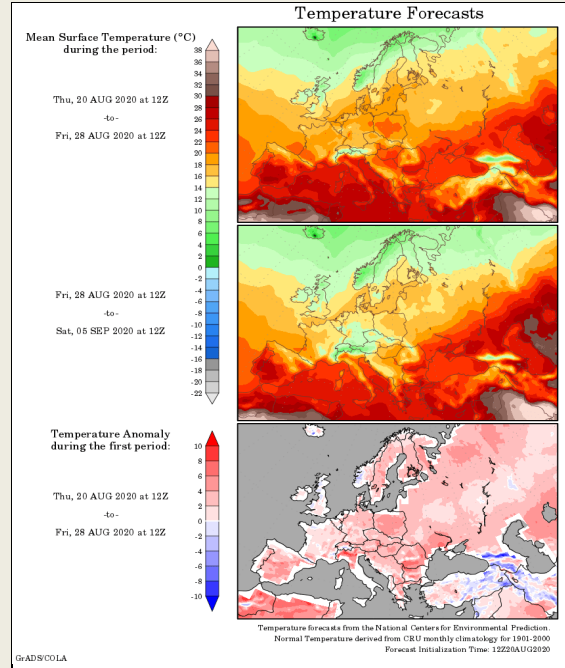 Temperature Forecasts
Mean Surface Temperature (°C)
during the period:
Thu, 20 AUG 2020 at 12Z
-to-
Fri, 28 AUG 2020 at 12Z
38
36
34
32
30
28
26
24
22
20
18
16
14
12
10
8
6
4
2
0
-2
-4
-6
-8
-10
-12
-14
-16
-18
-20
-22
Fri, 28 AUG 2020 at 12Z
-to-
Sat, 05 SEP 2020 at 12Z
Temperature Anomaly
during the first period:
Thu, 20 AUG 2020 at 12Z
-to-
Fri, 28 AUG 2020 at 12Z
10
8
6
4
2
0
-2
-4
-6
-8
-10
Temperature forecasts from the National Centers for Environmental Prediction.
Normal Temperature derived from CRU monthly climatology for 1901-2000
Forecast Initialization Time: 12Z20AUG2020
GrADS/COLA